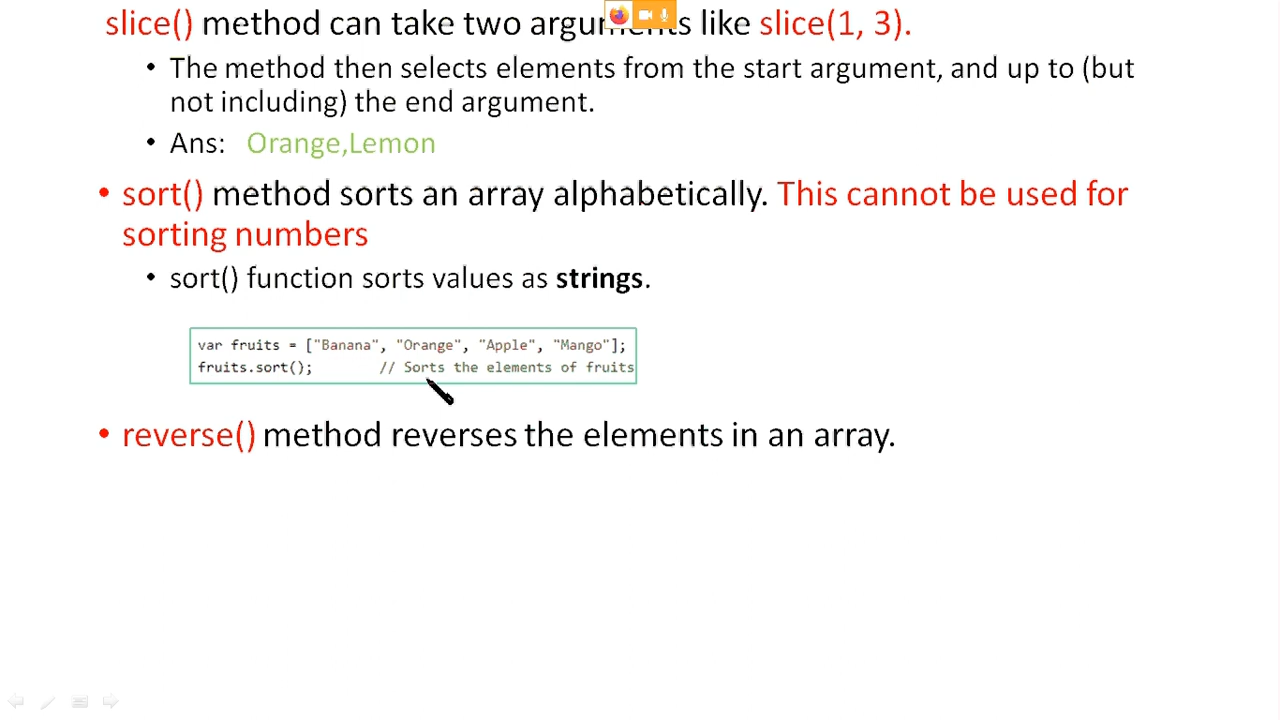 slice() method can take two arguments like slice(1, 3).
• The method then selects elements from the start argument, and up to (but
not including) the end argument.
• Ans: Orange,Lemon
• sort() method sorts an array alphabetically. This cannot be used for
sorting numbers
• sort() function sorts values as strings.
var fruits = ["Banana", "Orange", "Apple", "Mango"];
fruits.sort(); // Sorts the elements of fruits
• reverse() method reverses the elements in an array.